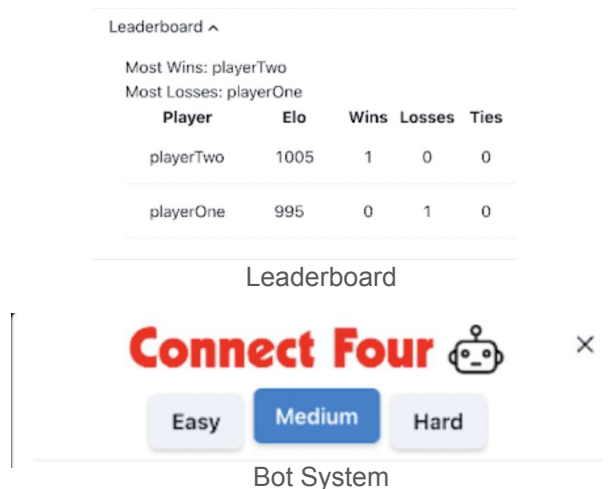 Leaderboard
Most Wins: playerTwo
Most Losses: playerOne
Player Elo Wins Losses Ties
playerTwo 1005 1 0 0
playerOne 995 0 1 0
Leaderboard
Connect Four
Easy Medium Hard
Bot System